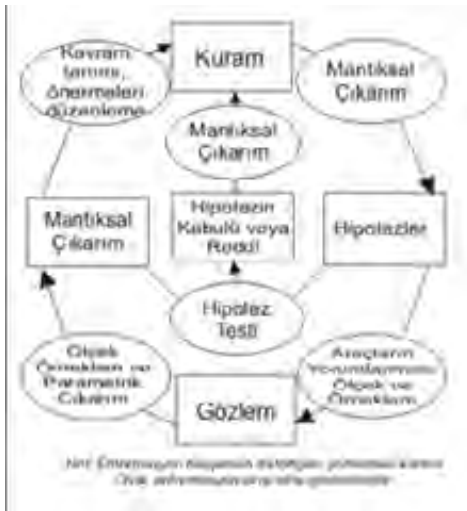 Kavram
tanımı,
önermeleri
düzenleme
Kuram
Mantıksal
Çıkarım
Mantıksal
Çıkarım
Mantıksal
Çıkarım
Hipotezin
Kabulü veya
Reddi
Hipotezler
Hipotez
Testi
Ölçek
Örneklem ve
Parametrik
Çıkarım
Gözlem
Araçların
Yorumlanması
Ölçek ve
Örneklem